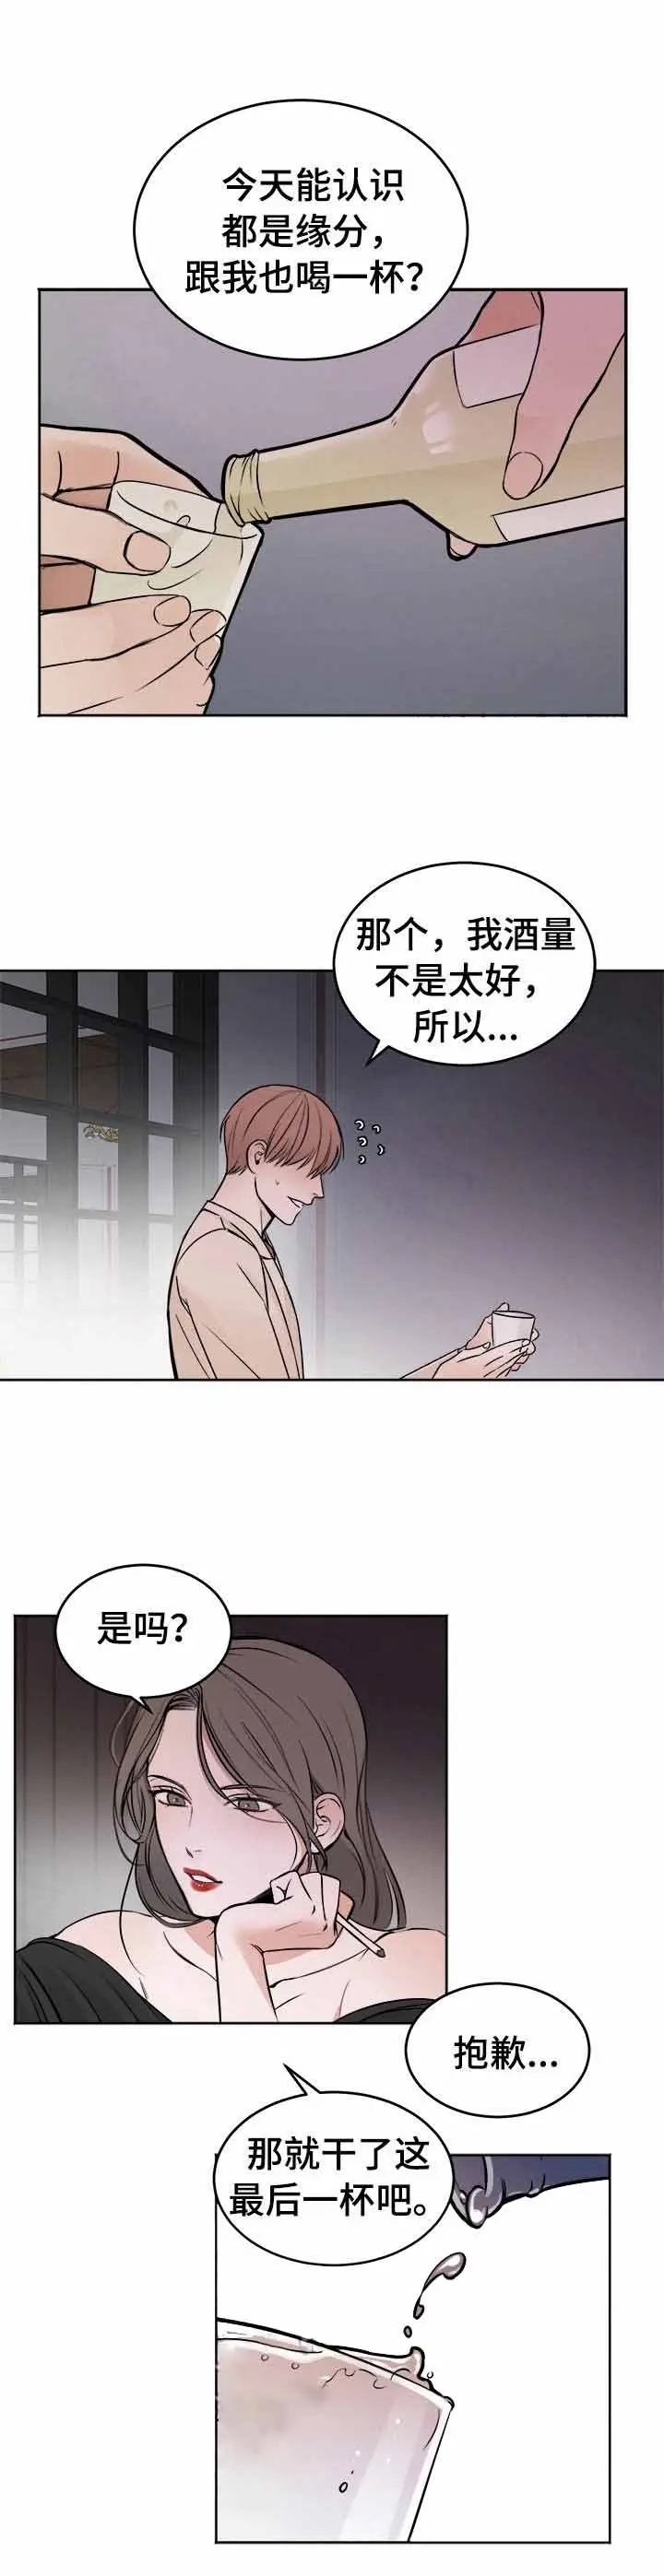 今天能认识
都是缘分，
跟我也喝一杯？
那个，我酒量
不是太好，
所以...
是吗？
抱歉...
那就干了这
最后一杯吧。